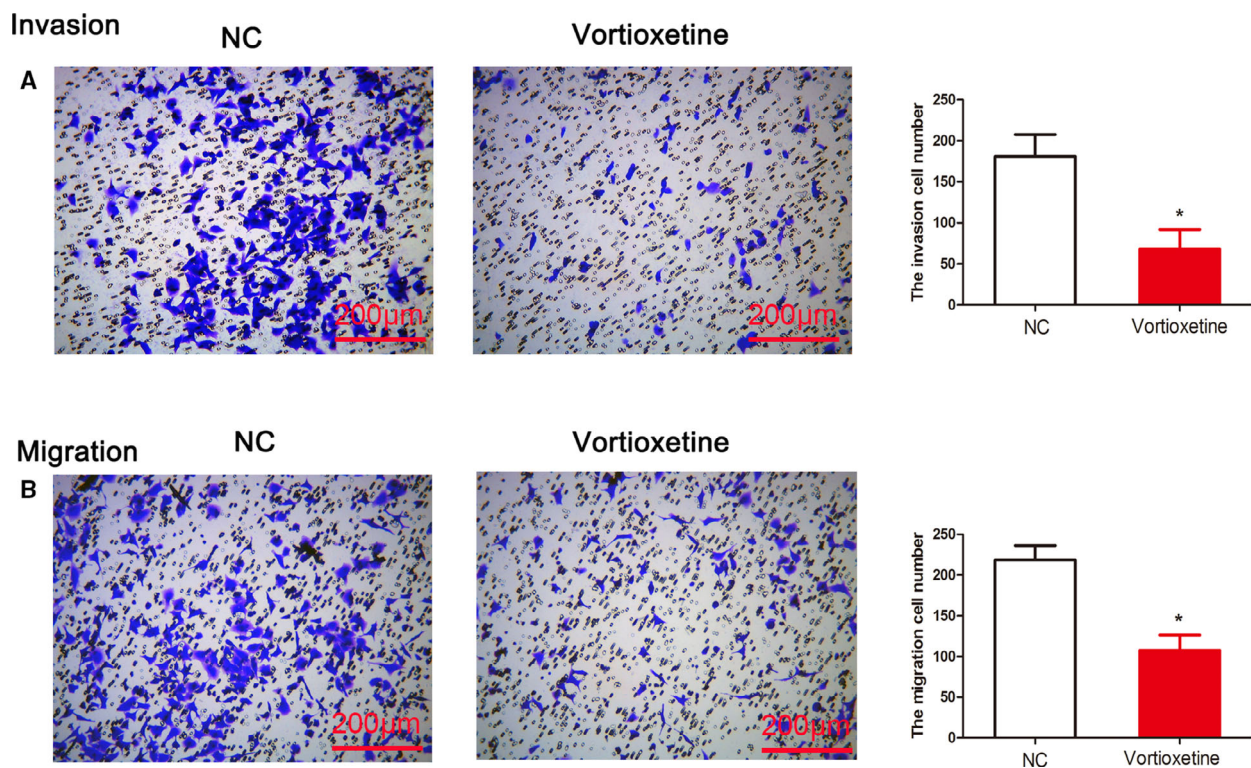 Invasion
NC
Vortioxetine
A
200μm
200μm
The invasion cell number
250
200
150
100
50
0
*
NC
Vortioxetine
Migration
NC
Vortioxetine
B
200μm
200μm
The migration cell number
250
200
150
100
50
0
*
NC
Vortioxetine